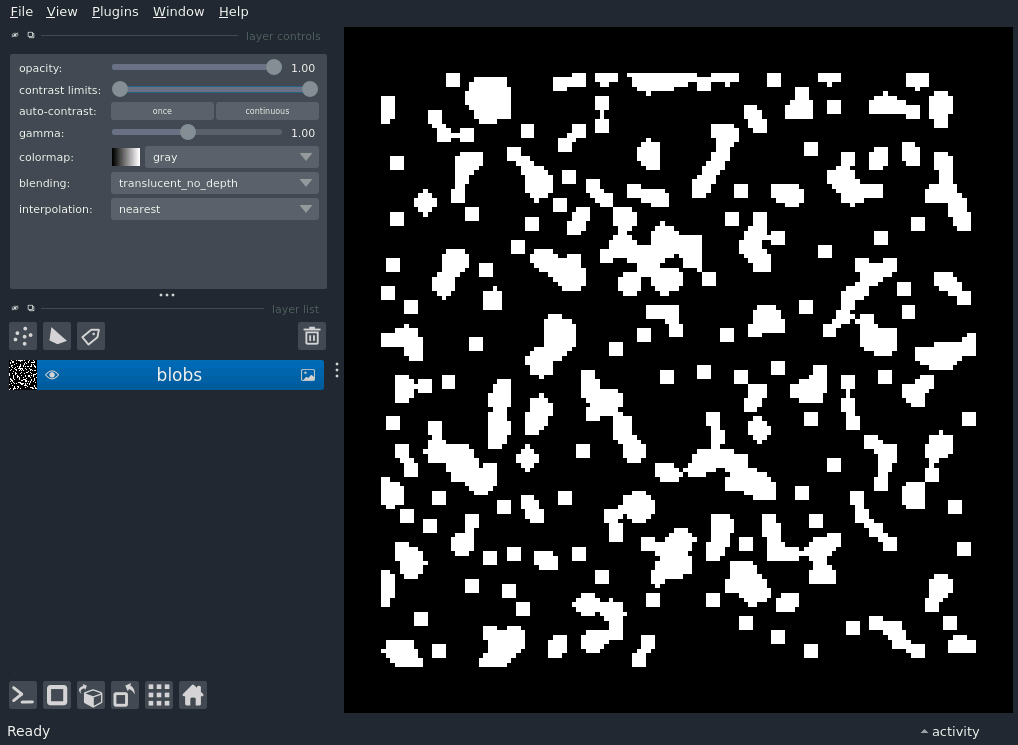 File View Plugins Window Help
layer controls
opacity: 1.00
contrast limits:
auto-contrast: once continuous
gamma: 1.00
colormap: gray
blending: translucent_no_depth
interpolation: nearest
layer list
blobs
Ready activity